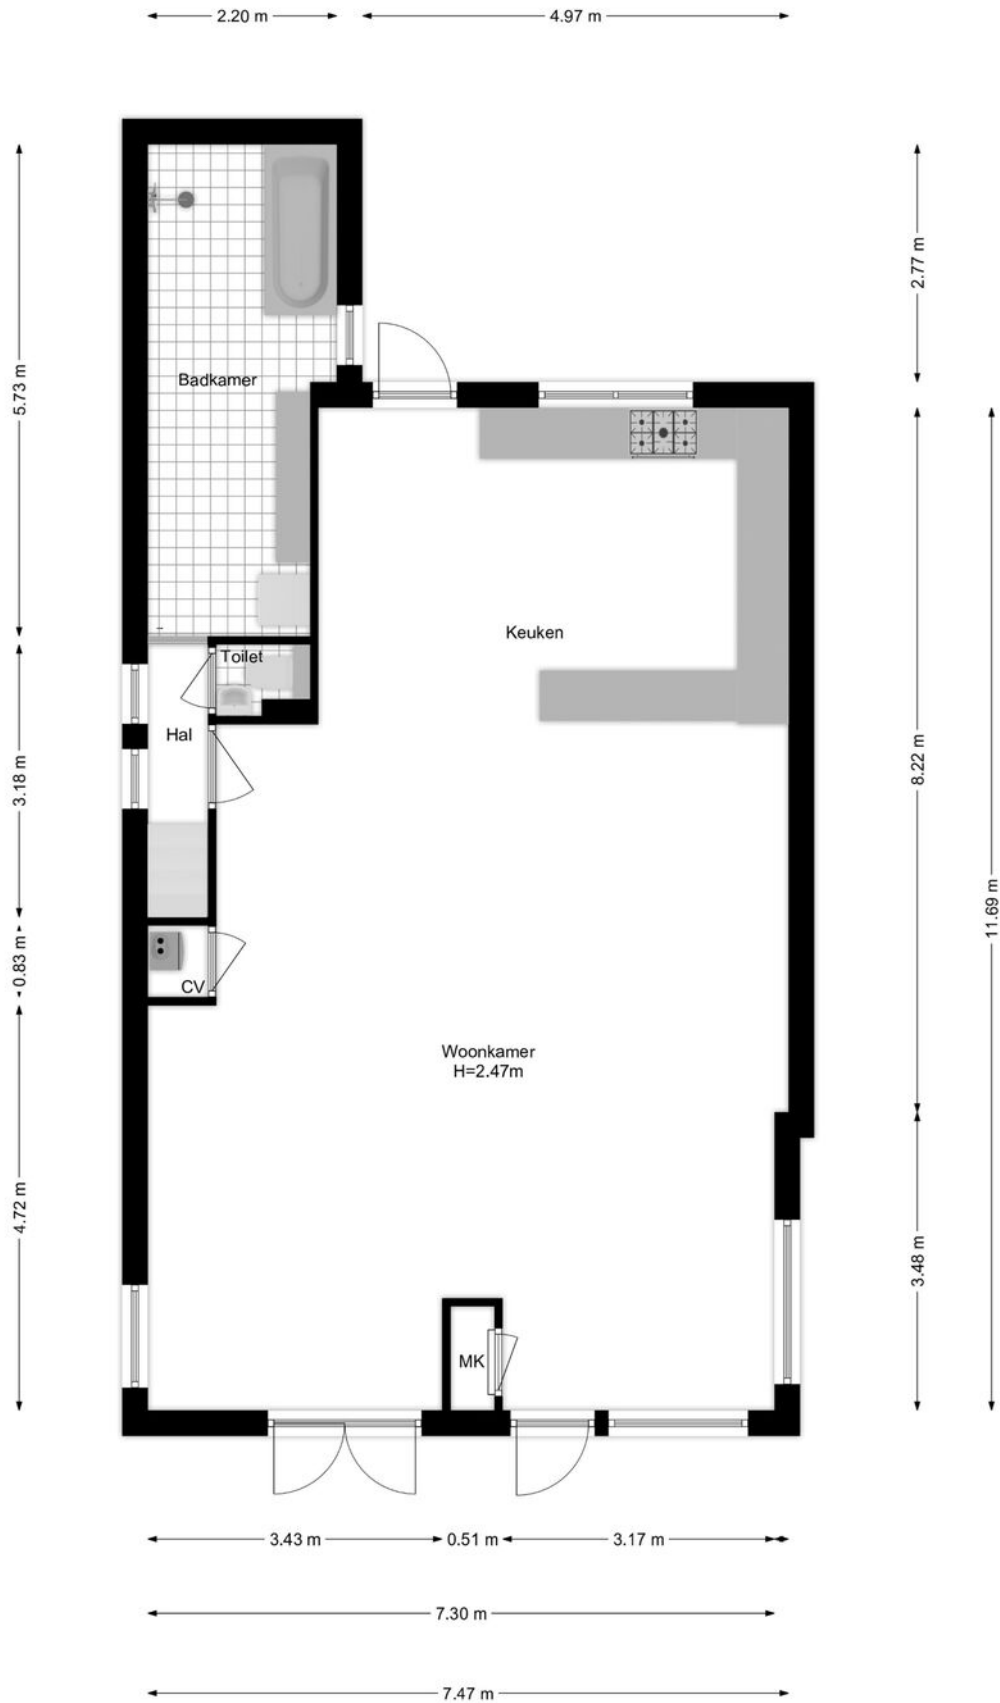 2.20 m
4.97 m
2.77 m
5.73 m
Badkamer
Keuken
Toilet
Hal
3.18 m
8.22 m
11.69 m
0.83 m
CV
Woonkamer
H=2.47m
4.72 m
3.48 m
MK
3.43 m
0.51 m
3.17 m
7.30 m
7.47 m